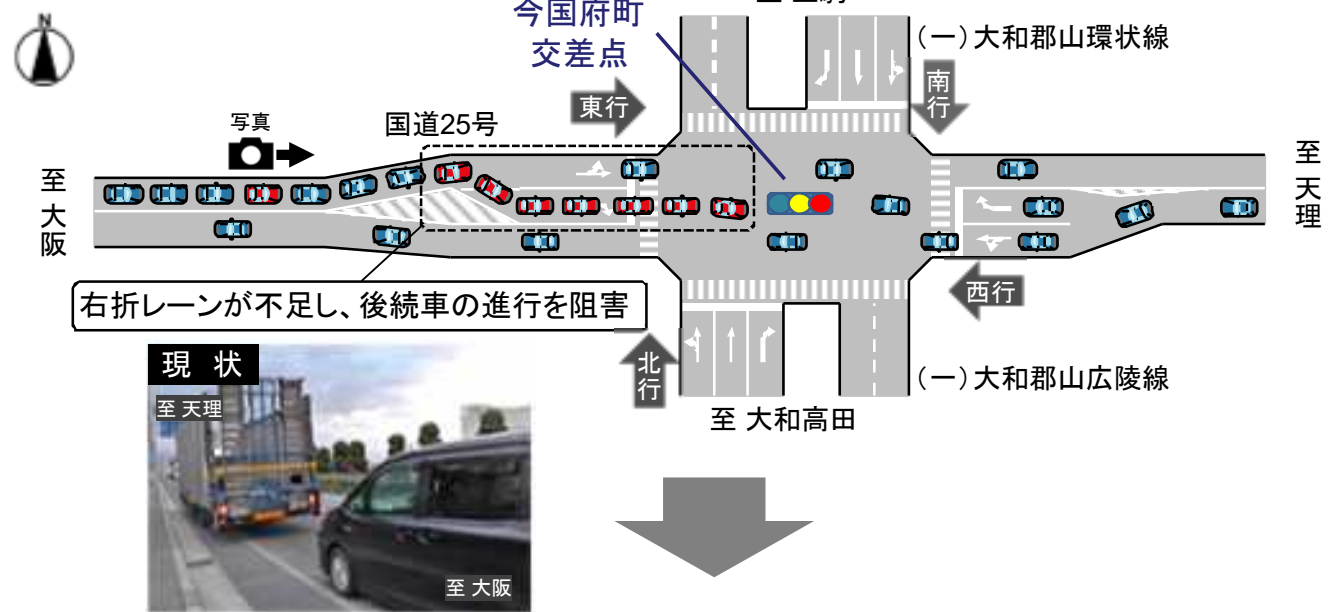 N
今国府町
交差点
(一)大和郡山環状線
東行
南行
写真
国道25号
至 大阪
至 天理
右折レーンが不足し、後続車の進行を阻害
西行
現 状
至 天理
至 大阪
北行
(一)大和郡山広陵線
至 大和高田